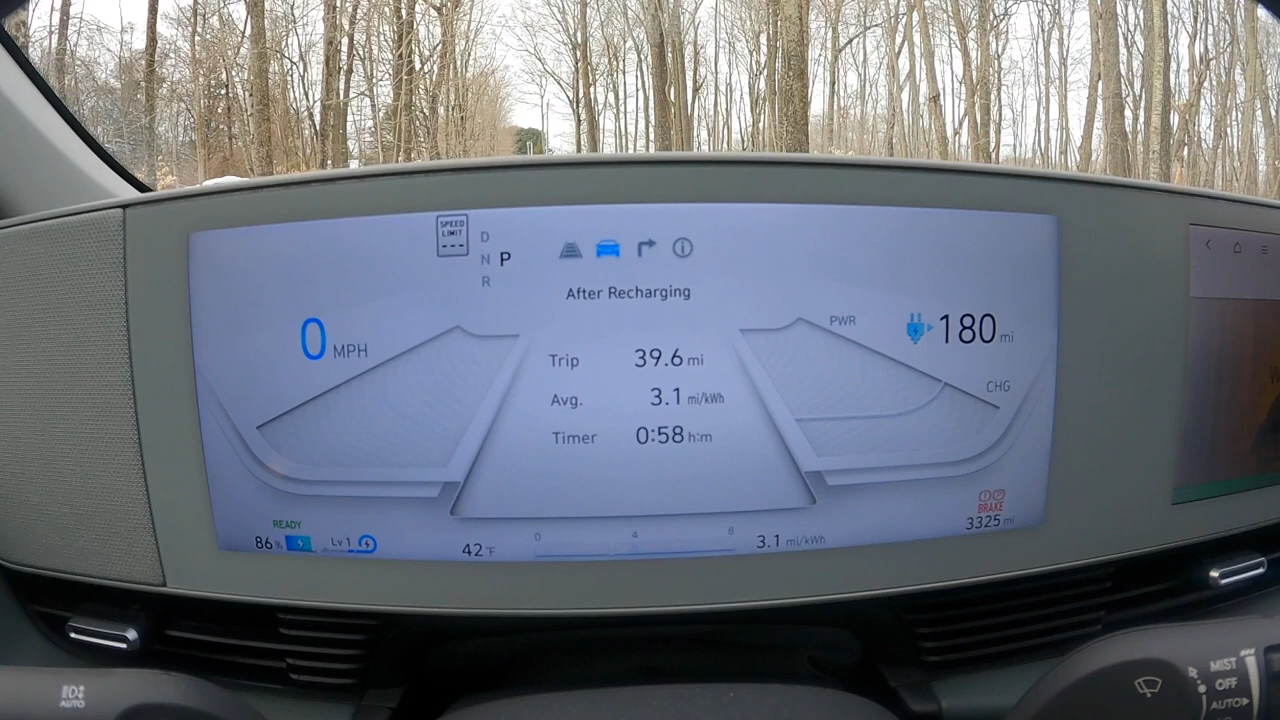 SPEED
LIMIT
---
D
N P
R
After Recharging
0 MPH
PWR
180 mi
CHG
Trip 39.6 mi
Avg. 3.1 mi/kWh
Timer 0:58 h:m
READY
86% Lv 1
42°F
0 4 8
3.1 mi/kWh
BRAKE
3325 mi
AUTO
MIST
OFF
AUTO